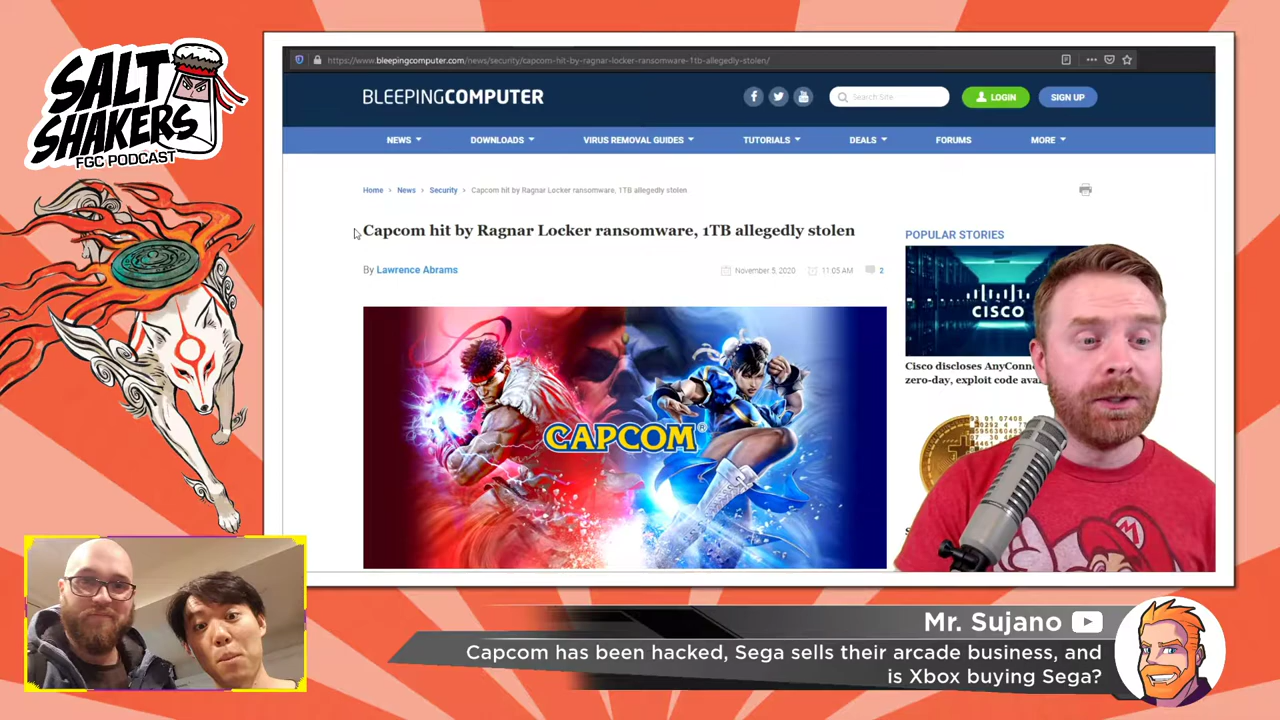 SALT
SHAKERS
FGC PODCAST
https://www.bleepingcomputer.com/news/security/capcom-hit-by-ragnar-locker-ransomware-1tb-allegedly-stolen/
BLEEPINGCOMPUTER
Search Site
LOGIN
SIGN UP
NEWS
DOWNLOADS
VIRUS REMOVAL GUIDES
TUTORIALS
DEALS
FORUMS
MORE
Home > News > Security > Capcom hit by Ragnar Locker ransomware, 1TB allegedly stolen
Capcom hit by Ragnar Locker ransomware, 1TB allegedly stolen
By Lawrence Abrams
November 5, 2020
11:05 AM
2
CAPCOM®
POPULAR STORIES
CISCO
Cisco discloses AnyConn
zero-day, exploit code ava
Mr. Sujano
Capcom has been hacked, Sega sells their arcade business, and
is Xbox buying Sega?